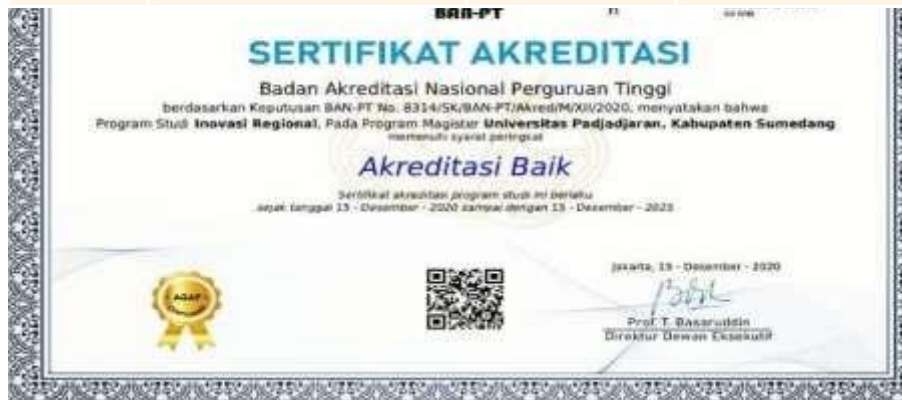 BAN-PT
SERTIFIKAT AKREDITASI
Badan Akreditasi Nasional Perguruan Tinggi
berdasarkan Keputusan BAN-PT No. 8314/SK/BAN-PT/Akred/M/XII/2020, menyatakan bahwa
Program Studi Inovasi Regional, Pada Program Magister Universitas Padjadjaran, Kabupaten Sumedang
memenuhi syarat peringkat
Akreditasi Baik
Sertifikat akreditasi program studi ini berlaku
sejak tanggal 15 - Desember - 2020 sampai dengan 15 - Desember - 2025
Jakarta, 15 - Desember - 2020
Prof. T. Basaruddin
Direktur Dewan Eksekutif